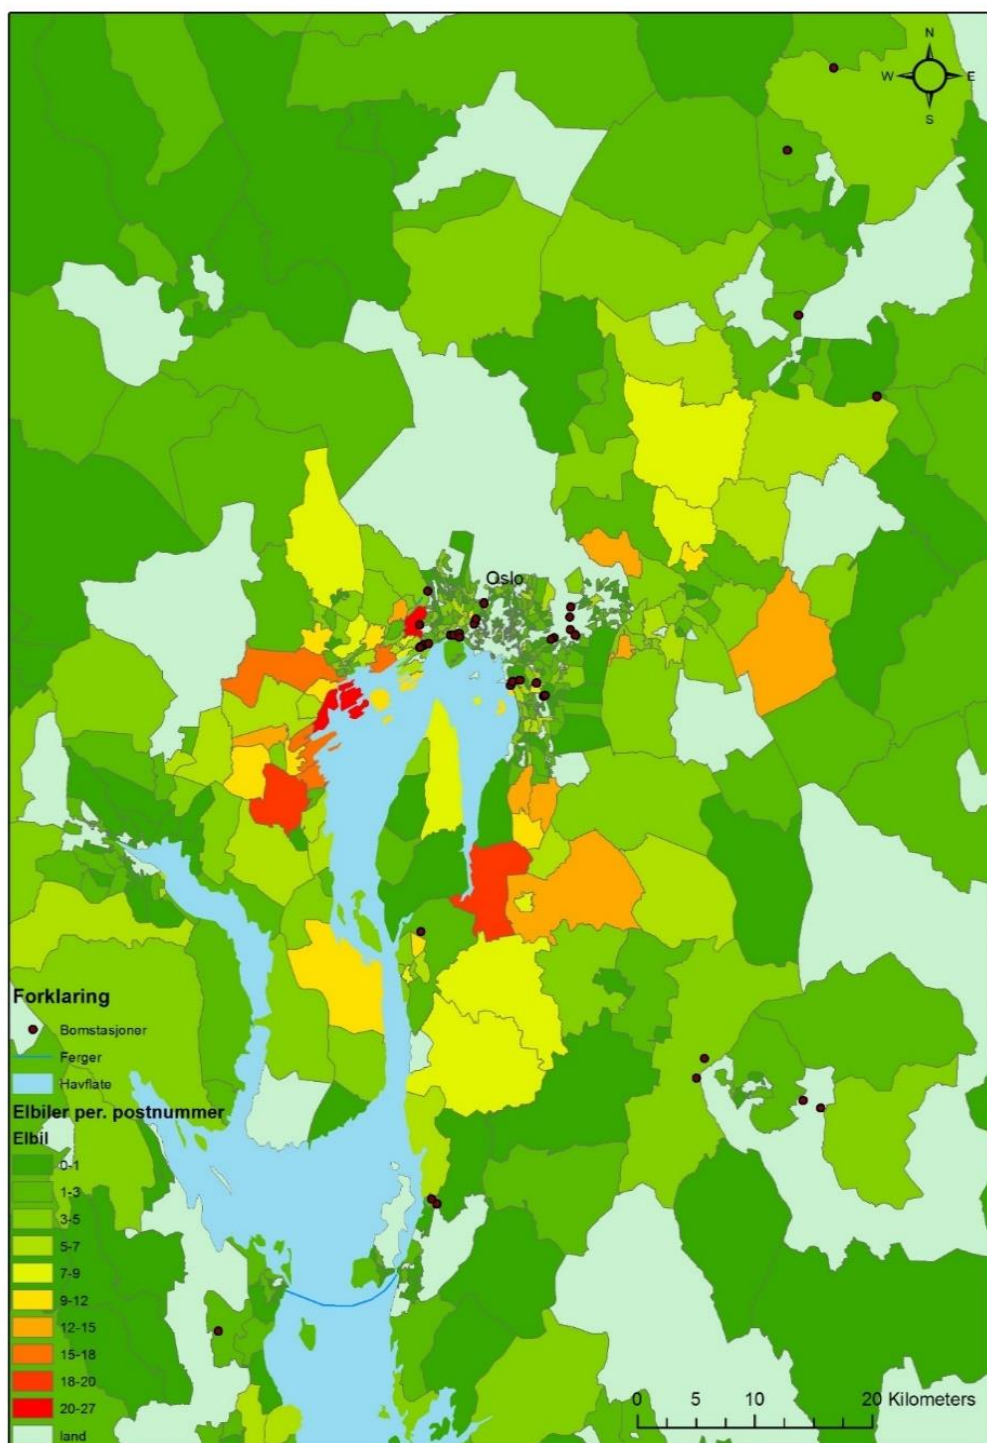 N
W E
S
Oslo
Forklaring
Bomstasjoner
Ferger
Havflate
Elbiler per. postnummer
Elbil
0-1
1-3
3-5
5-7
7-9
9-12
12-15
15-18
18-20
20-27
land
0 5 10 20 Kilometers